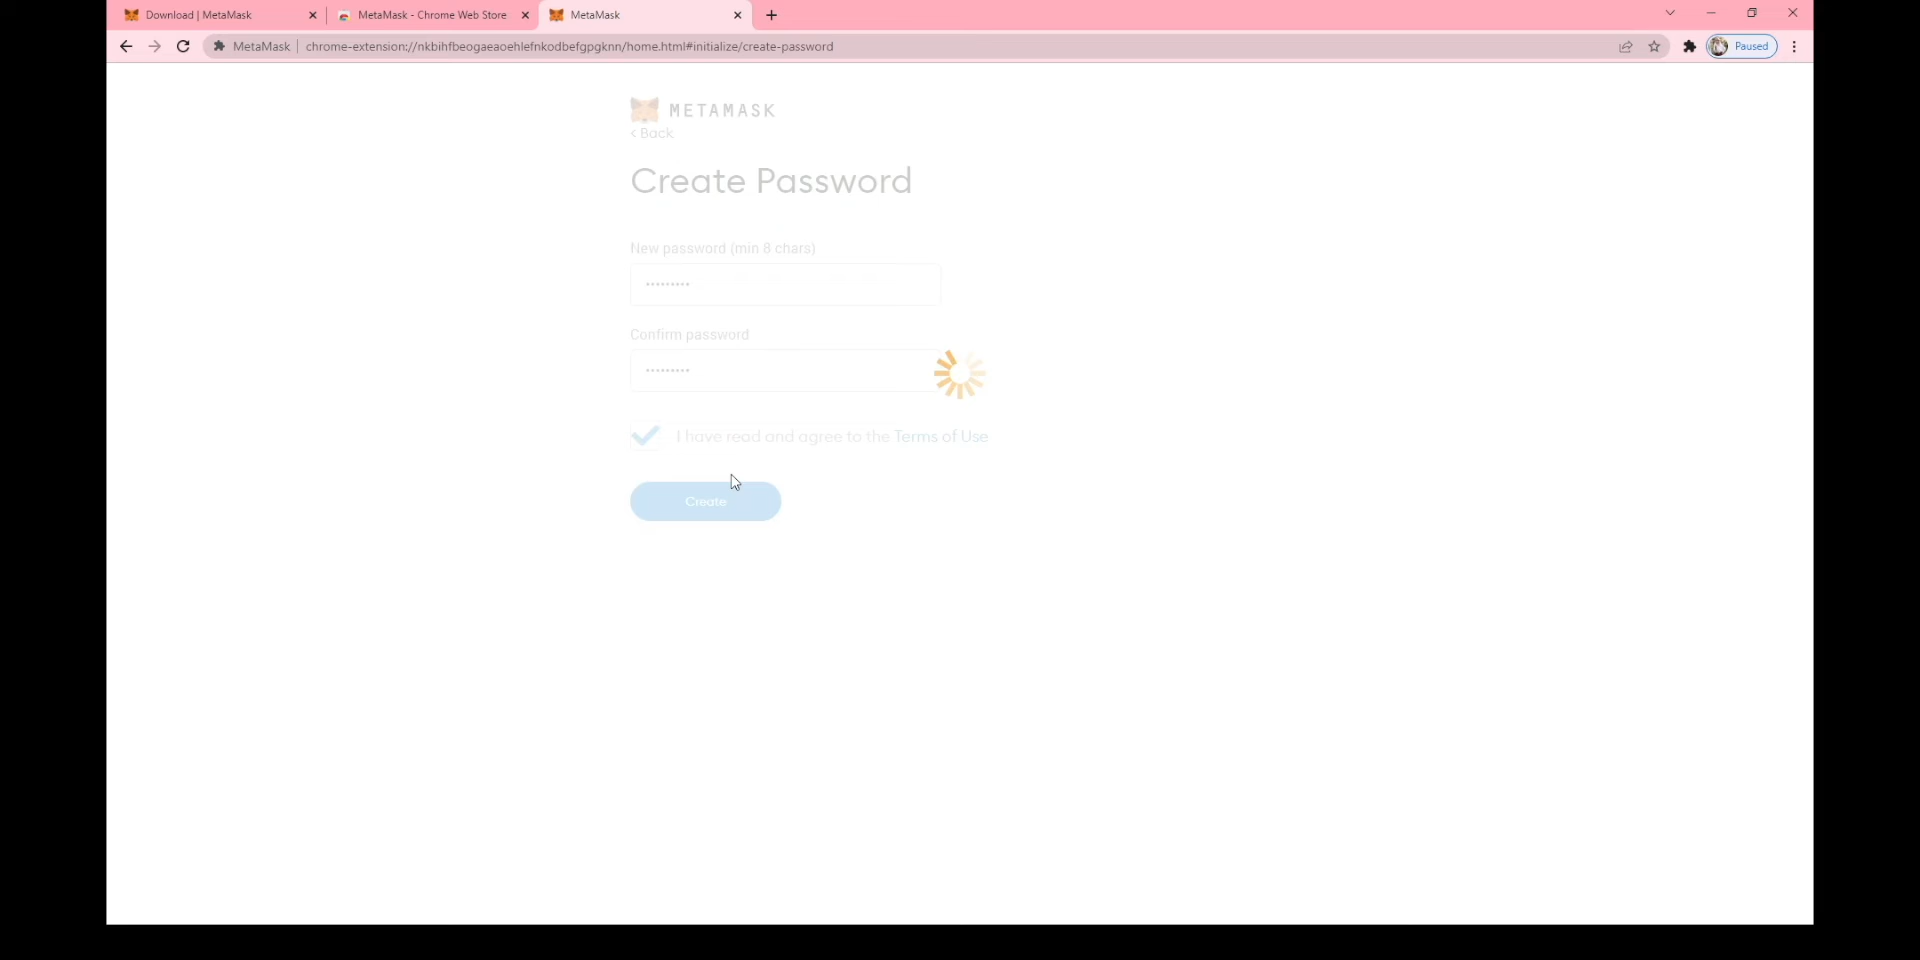 Download | MetaMask
MetaMask - Chrome Web Store
MetaMask
MetaMask
chrome-extension://nkbihfbeogaeaoehlefnkodbefgpgknn/home.html#initialize/create-password
Paused
METAMASK
< Back
Create Password
New password (min 8 chars)
•••••••••
Confirm password
•••••••••
I have read and agree to the Terms of Use
Create